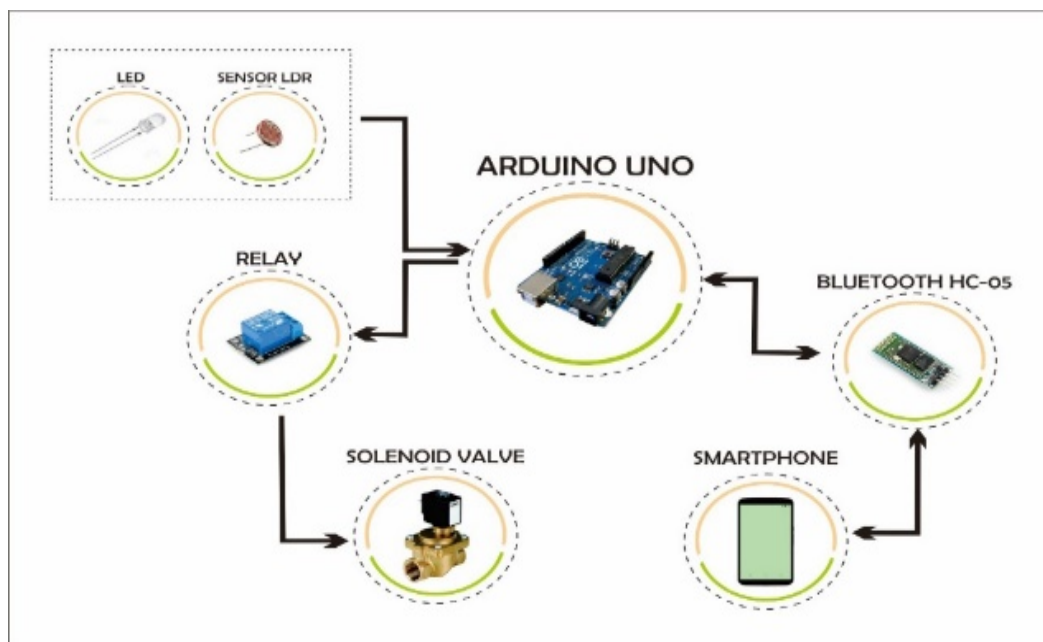 LED
SENSOR LDR
ARDUINO UNO
RELAY
BLUETOOTH HC-05
SOLENOID VALVE
SMARTPHONE